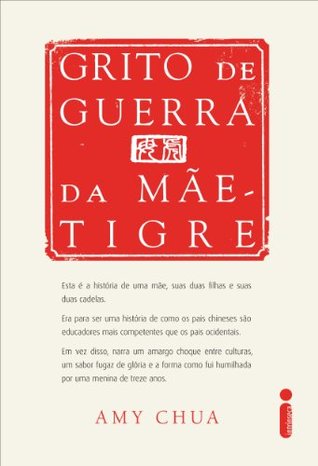 GRITO DE
GUERRA
DA MÃE-
TIGRE
Esta é a história de uma mãe, suas duas filhas e suas
duas cadelas.
Era para ser uma história de como os pais chineses são
educadores mais competentes que os pais ocidentais.
Em vez disso, narra um amargo choque entre culturas,
um sabor fugaz de glória e a forma como fui humilhada
por uma menina de treze anos.
AMY CHUA
intrínseca